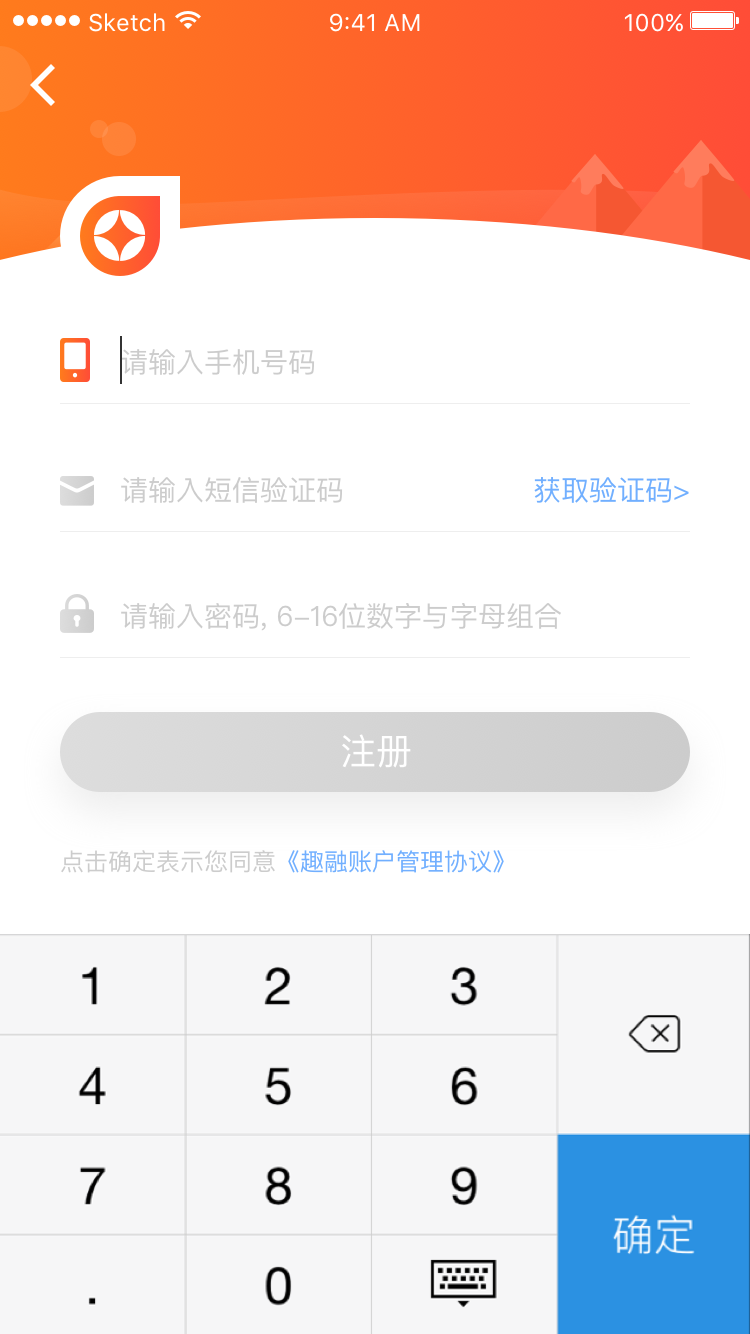 Sketch 9:41 AM 100%
请输入手机号码
请输入短信验证码 获取验证码>
请输入密码, 6-16位数字与字母组合
注册
点击确定表示您同意《趣融账户管理协议》
1 2 3
4 5 6
7 8 9
. 0
确定